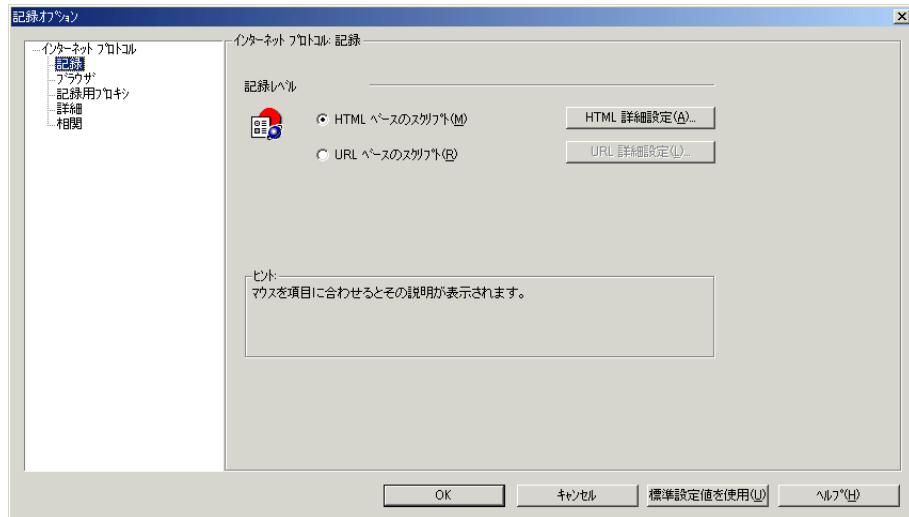 記録ｵﾌﾟｼｮﾝ
ｲﾝﾀｰﾈｯﾄ ﾌﾟﾛﾄｺﾙ
記録
ﾌﾞﾗｳｻﾞ
記録用ﾌﾟﾛｷｼ
詳細
相関
ｲﾝﾀｰﾈｯﾄ ﾌﾟﾛﾄｺﾙ: 記録
記録ﾚﾍﾞﾙ
HTML ﾍﾞｰｽのｽｸﾘﾌﾟﾄ(M)
HTML 詳細設定(A)...
URL ﾍﾞｰｽのｽｸﾘﾌﾟﾄ(R)
URL 詳細設定(L)...
ﾋﾝﾄ:
ﾏｳｽを項目に合わせるとその説明が表示されます。
OK
ｷｬﾝｾﾙ
標準設定値を使用(U)
ﾍﾙﾌﾟ(H)